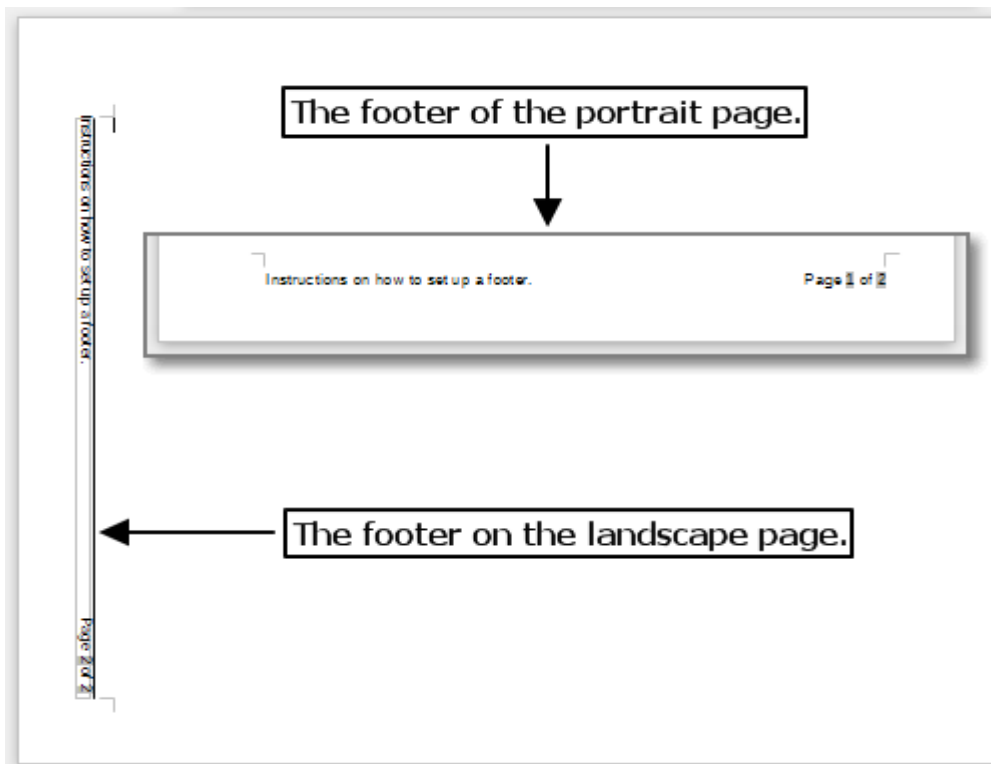 The footer of the portrait page.
Instructions on how to set up a footer. Page 1 of 2
The footer on the landscape page.
Instructions on how to set up a footer. Page 2 of 2